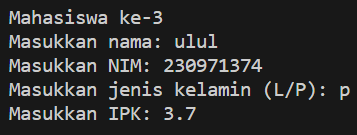 Mahasiswa ke-3
Masukkan nama: ulul
Masukkan NIM: 230971374
Masukkan jenis kelamin (L/P): p
Masukkan IPK: 3.7